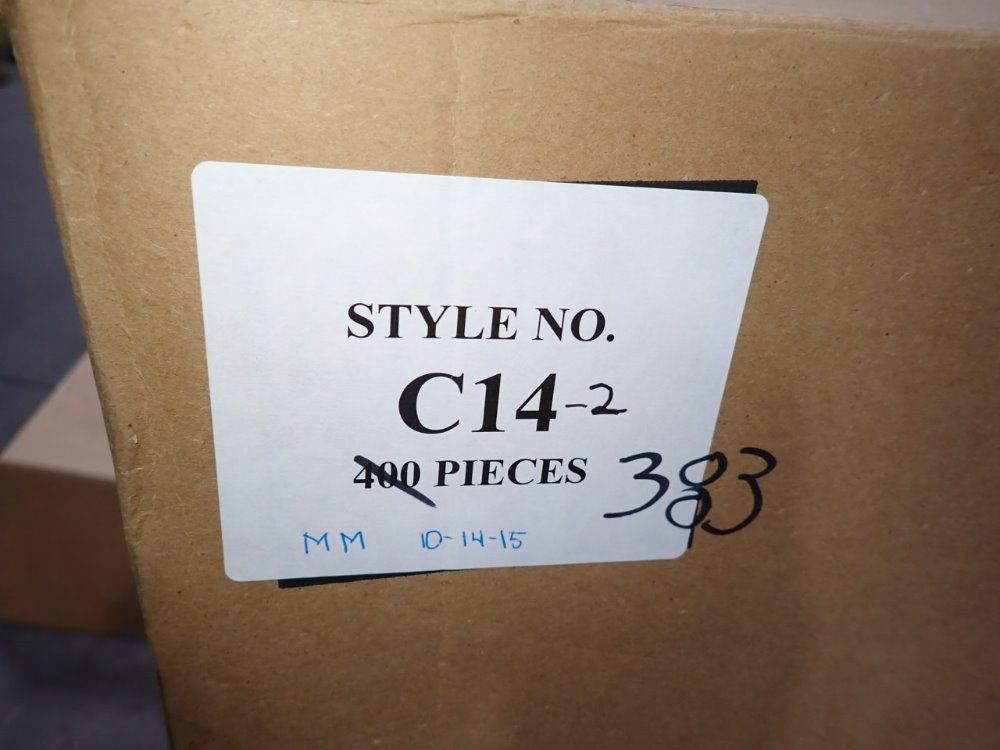 STYLE NO.
C14-2
400 PIECES 383
MM 10-14-15